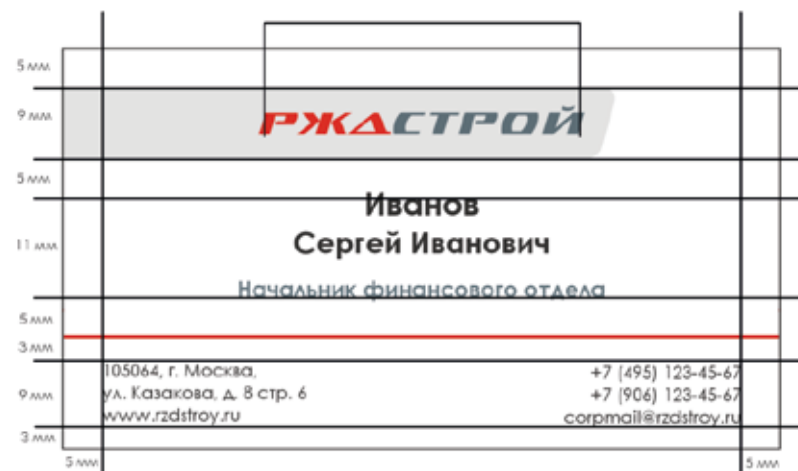 5 мм
9 мм
РЖДСТРОЙ
5 мм
Иванов
11 мм
Сергей Иванович
Начальник финансового отдела
5 мм
3 мм
105064, г. Москва,
+7 (495) 123-45-67
9 мм
ул. Казакова, д. 8 стр. 6
+7 (906) 123-45-67
www.rzdstroy.ru
corpmail@rzdstroy.ru
3 мм
5 мм
5 мм